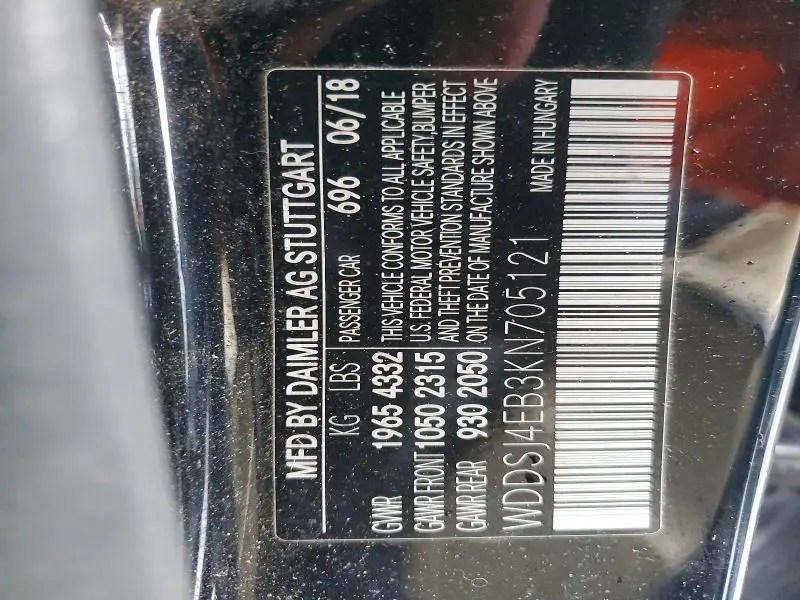 MFD BY DAIMLER AG STUTTGART
KG LBS PASSENGER CAR 696 06/18
GWR 1965 4332 THIS VEHICLE CONFORMS TO ALL APPLICABLE
GAWR FRONT 1050 2315 U.S. FEDERAL MOTOR VEHICLE SAFETY, BUMPER
GAWR REAR 930 2050 AND THEFT PREVENTION STANDARDS IN EFFECT
ON THE DATE OF MANUFACTURE SHOWN ABOVE
WDDSJ4EB3KN705121 MADE IN HUNGARY